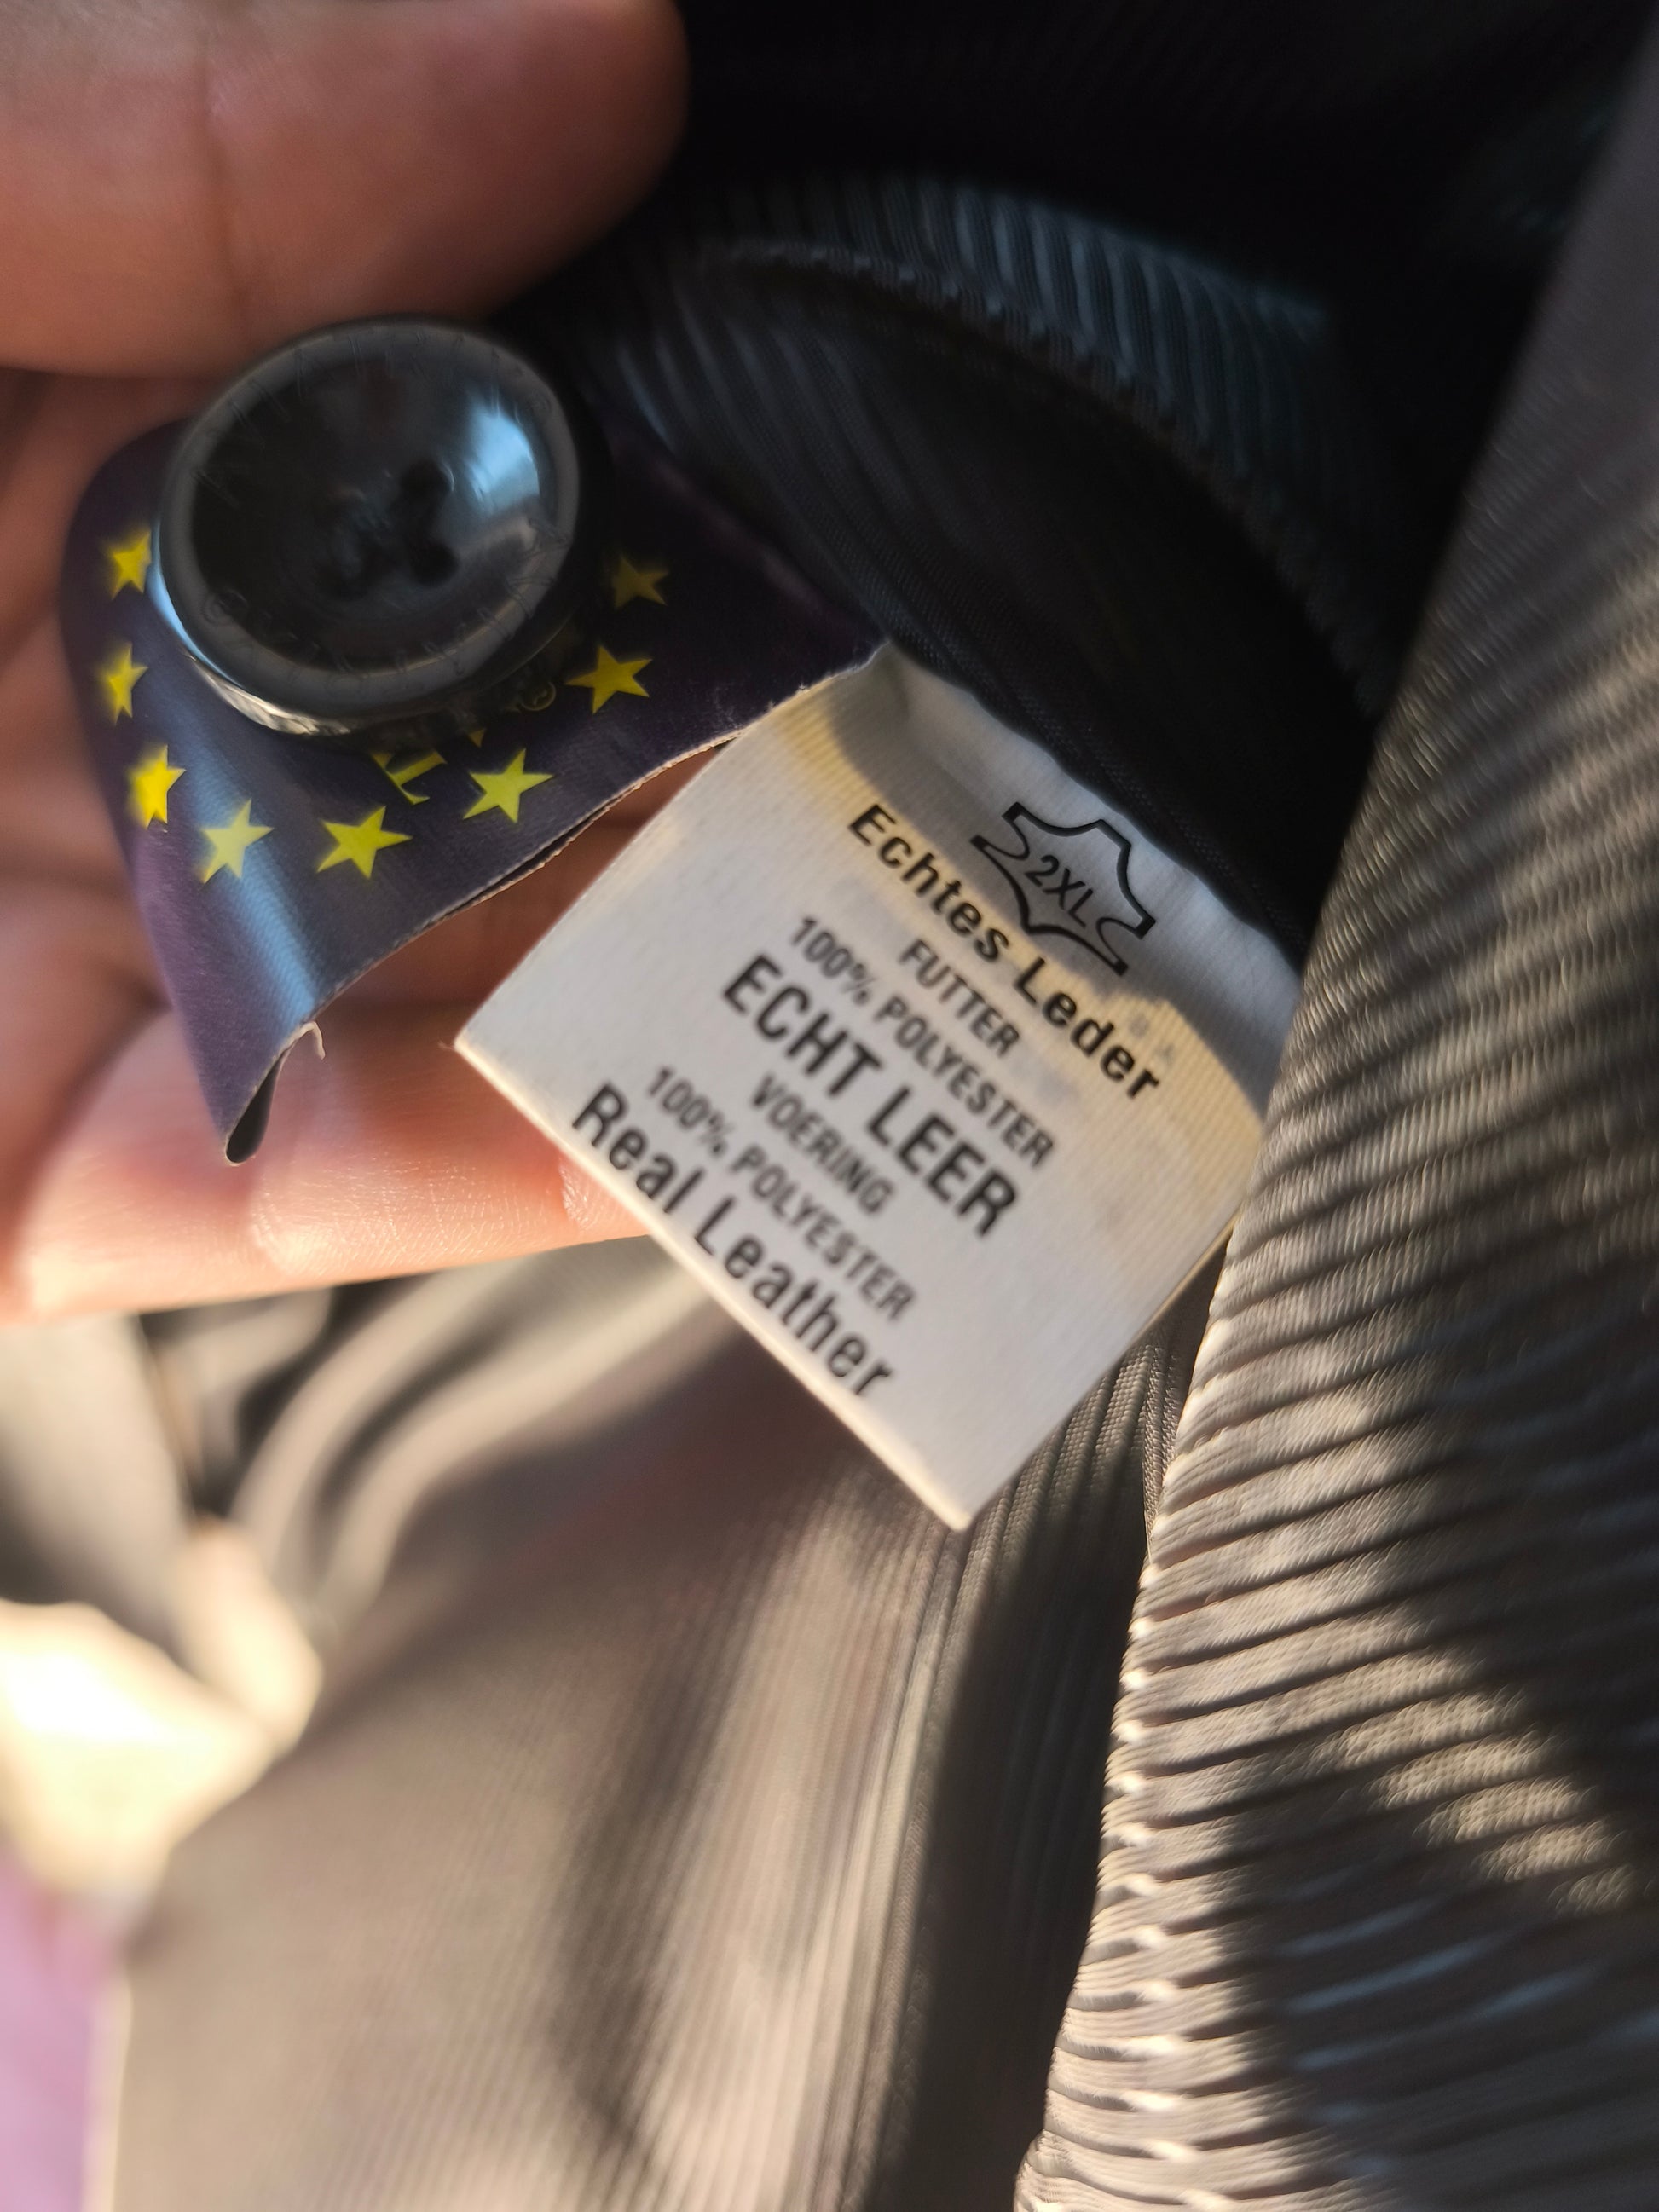 2XL
Echtes Leder
FUTTER
100% POLYESTER
ECHT LEER
VOERING
100% POLYESTER
Real Leather